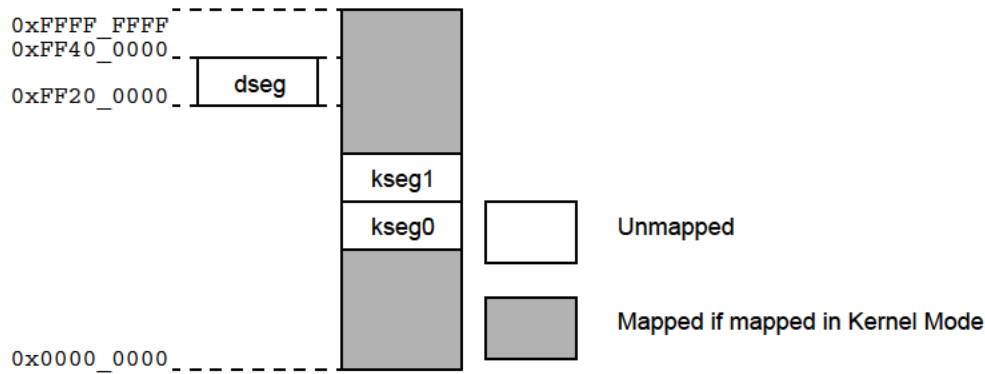 0xFFFF_FFFF
0xFF40_0000
dseg
0xFF20_0000
kseg1
kseg0
Unmapped
Mapped if mapped in Kernel Mode
0x0000_0000